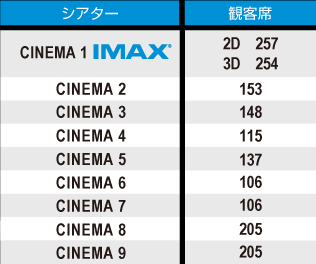 シアター 観客席
CINEMA 1 IMAX® 2D 257
3D 254
CINEMA 2 153
CINEMA 3 148
CINEMA 4 115
CINEMA 5 137
CINEMA 6 106
CINEMA 7 106
CINEMA 8 205
CINEMA 9 205